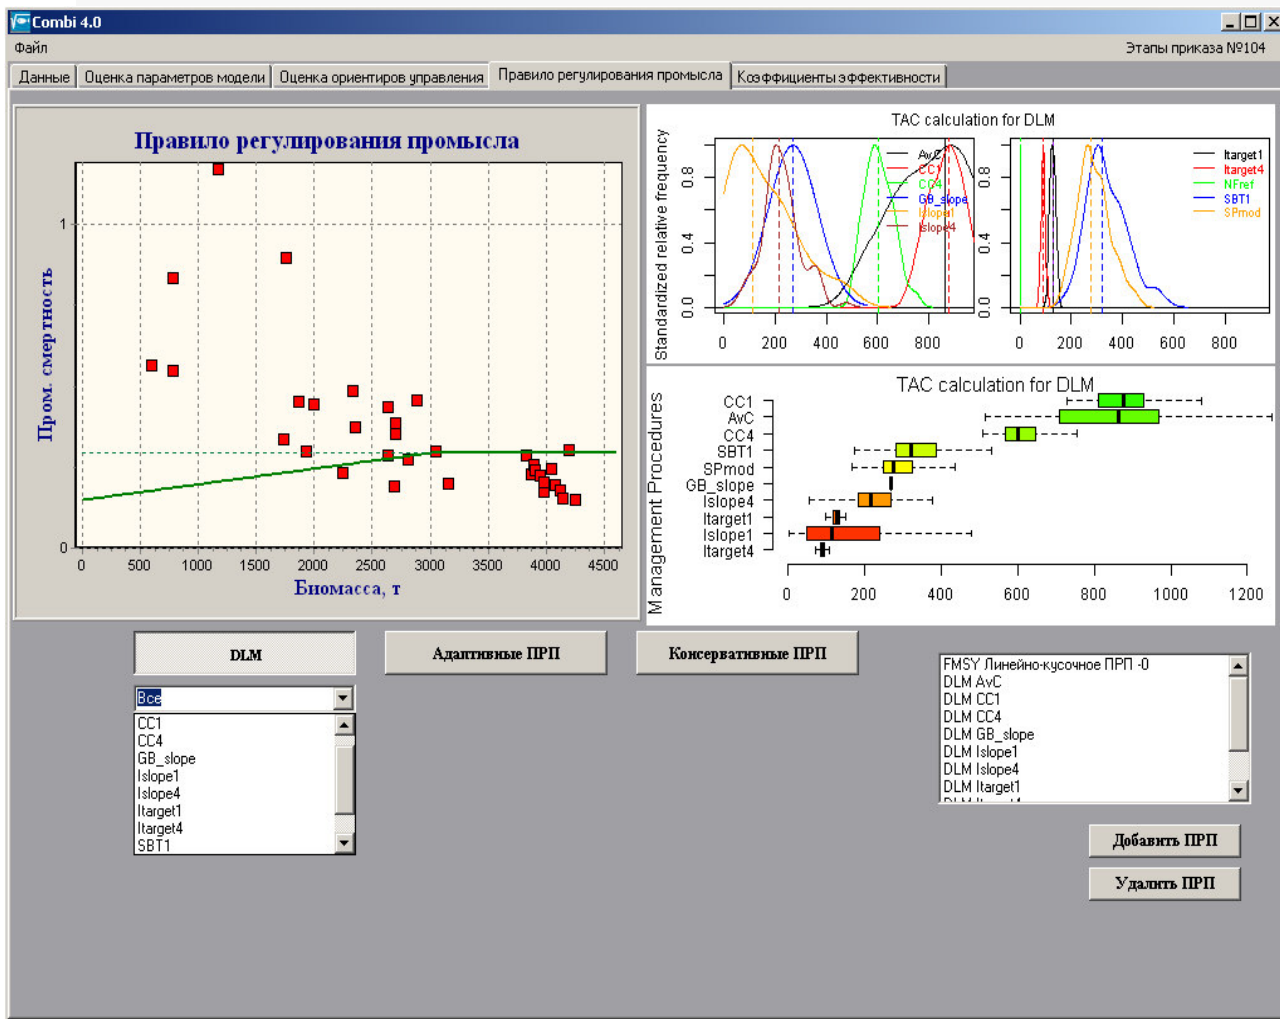 Combi 4.0
Файл
Этапы приказа №104
Данные
Оценка параметров модели
Оценка ориентиров управления
Правило регулирования промысла
Коэффициенты эффективности
Правило регулирования промысла
Пром. смертность
1
0
0 500 1000 1500 2000 2500 3000 3500 4000 4500
Биомасса, т
TAC calculation for DLM
Standardized relative frequency
0.0 0.4 0.8
0 200 400 600 800
AvC
CC1
CC4
GB_slope
Islope1
Islope4
0.0 0.4 0.8
0 200 400 600 800
Itarget1
Itarget4
NFref
SBT1
SPmod
TAC calculation for DLM
Management Procedures
CC1
AvC
CC4
SBT1
SPmod
GB_slope
Islope4
Itarget1
Islope1
Itarget4
0 200 400 600 800 1000 1200
DLM
Адаптивные ПРП
Консервативные ПРП
Все
CC1
CC4
GB_slope
Islope1
Islope4
Itarget1
Itarget4
SBT1
FMSY Линейно-кусочное ПРП -0
DLM AvC
DLM CC1
DLM CC4
DLM GB_slope
DLM Islope1
DLM Islope4
DLM Itarget1
DLM Itarget4
Добавить ПРП
Удалить ПРП